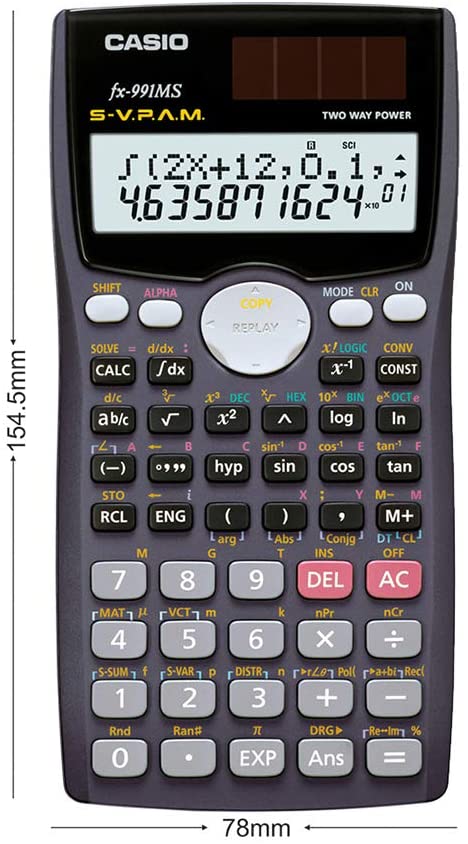 CASIO
fx-991MS
S-V.P.A.M.
TWO WAY POWER
R SCI
∫(2X+12,0.1,
4.635871624×10 01
SHIFT ALPHA COPY MODE CLR ON
REPLAY
SOLVE = d/dx : x! LOGIC CONV
CALC ∫dx x⁻¹ CONST
d/c ³√ x³ DEC ˣ√ HEX 10ˣ BIN eˣ OCT e
ab/c √ x² ^ log ln
∠ A ← B C sin⁻¹ D cos⁻¹ E tan⁻¹ F
(−) °,,, hyp sin cos tan
STO ← i X ; Y M− M
RCL ENG ( ) , M+
arg Abs Conjg DT CL
M G T INS OFF
7 8 9 DEL AC
MAT μ VCT m k nPr nCr
4 5 6 × ÷
S-SUM f S-VAR p DISTR n ▶r∠θ Pol( ▶a+bi Rec(
1 2 3 + −
Rnd Ran# π DRG▶ Re↔Im %
0 · EXP Ans =
154.5mm
78mm